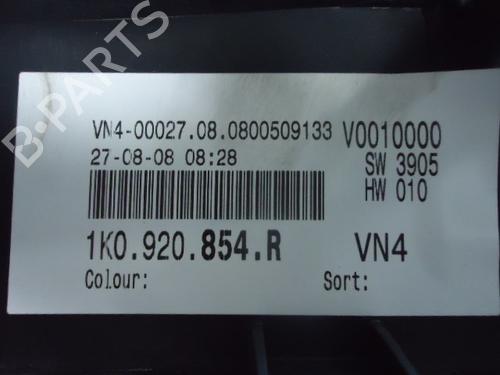 B-PARTS
VN4-00027.08.0800509133 V0010000
27-08-08 08:28 SW 3905
HW 010
1K0.920.854.R VN4
Colour: Sort: